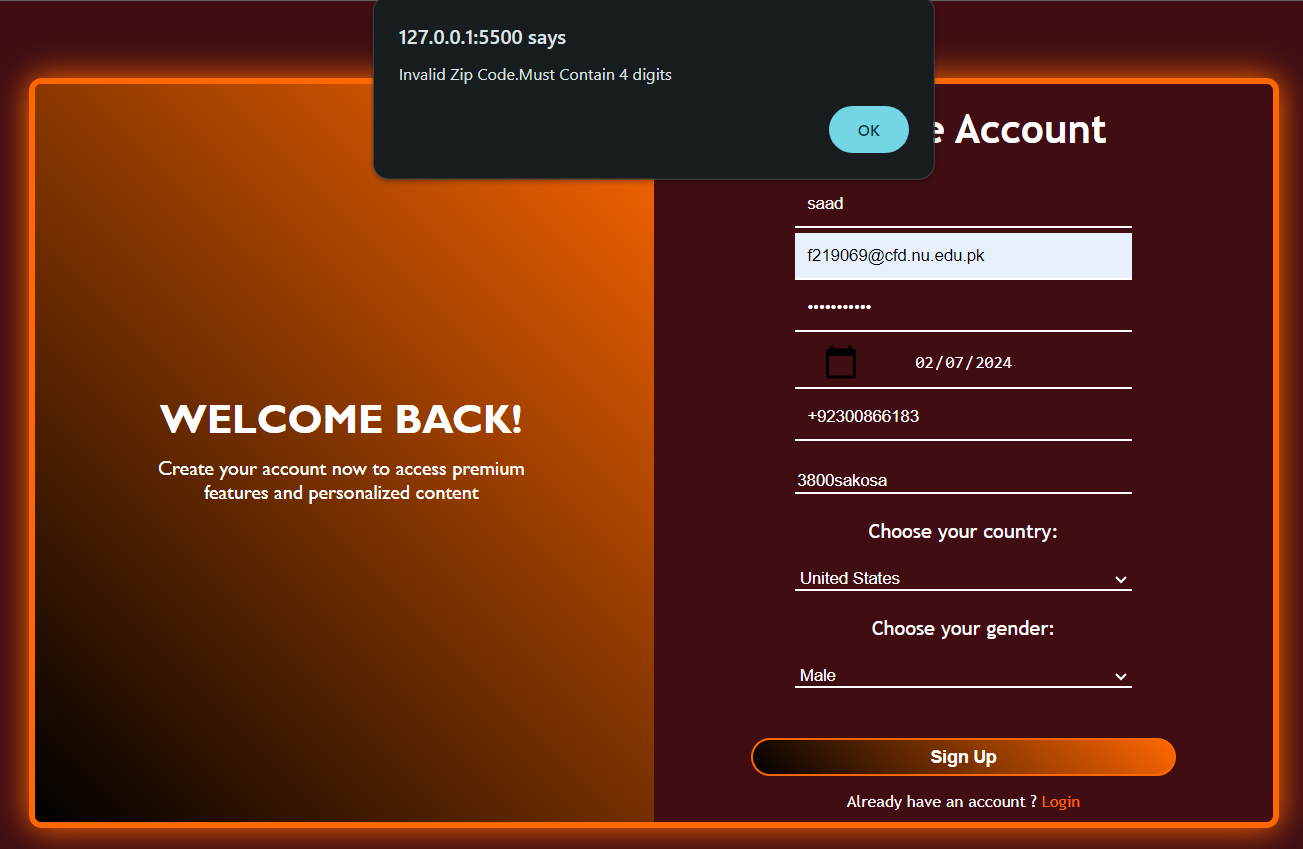 127.0.0.1:5500 says
Invalid Zip Code.Must Contain 4 digits
OK
e Account
saad
f219069@cfd.nu.edu.pk
•••••••••••
02/07/2024
+92300866183
3800sakosa
Choose your country:
United States
Choose your gender:
Male
Sign Up
Already have an account ? Login
WELCOME BACK!
Create your account now to access premium
features and personalized content